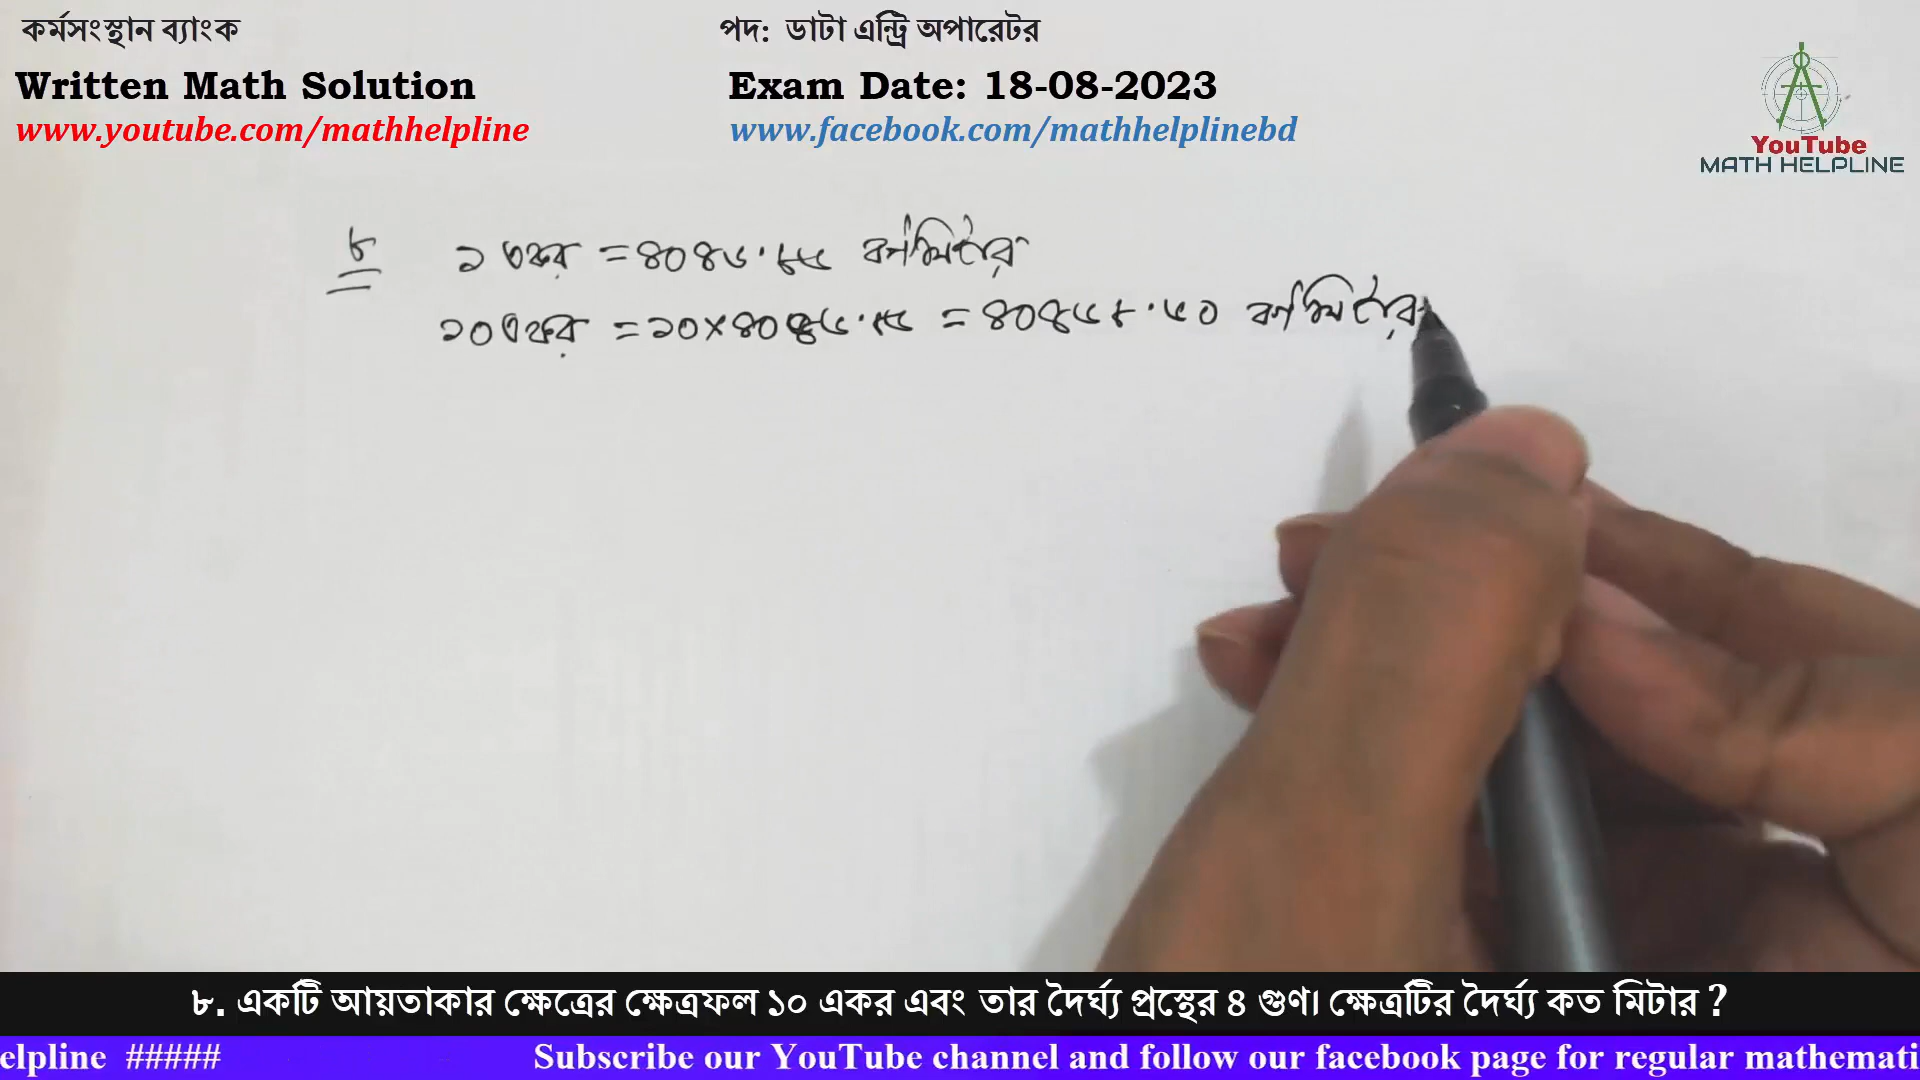 কর্মসংস্থান ব্যাংক
পদ: ডাটা এন্ট্রি অপারেটর
Written Math Solution
Exam Date: 18-08-2023
www.youtube.com/mathhelpline
www.facebook.com/mathhelplinebd
YouTube
MATH HELPLINE
৮
১ একর = ৪০৪৬.৮৫ বর্গমিটার
১০ একর = ১০×৪০৪৬.৮৫ = ৪০৪৬৮.৫০ বর্গমিটার
৮. একটি আয়তাকার ক্ষেত্রের ক্ষেত্রফল ১০ একর এবং তার দৈর্ঘ্য প্রস্থের ৪ গুণ। ক্ষেত্রটির দৈর্ঘ্য কত মিটার ?
elpline ##### Subscribe our YouTube channel and follow our facebook page for regular mathemati